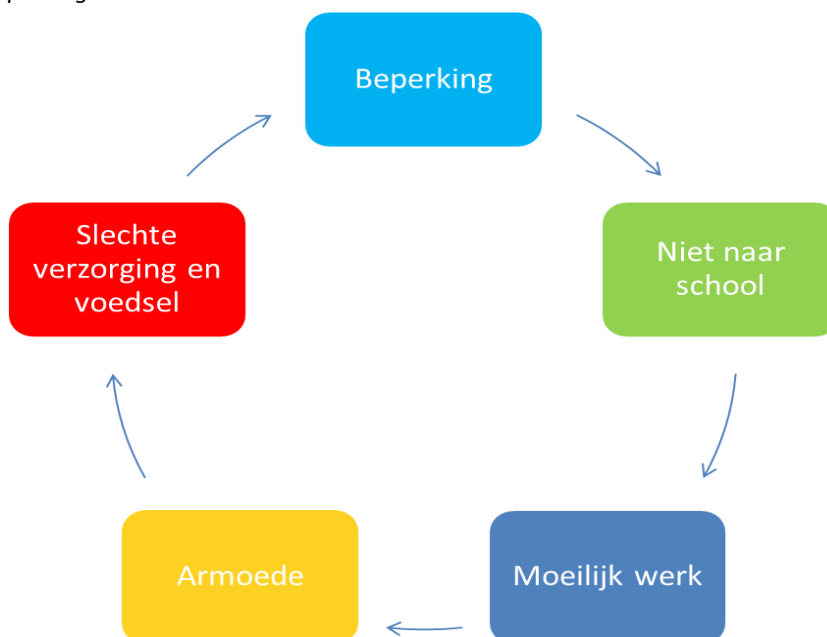 Beperking
Niet naar
school
Moeilijk werk
Armoede
Slechte
verzorging en
voedsel